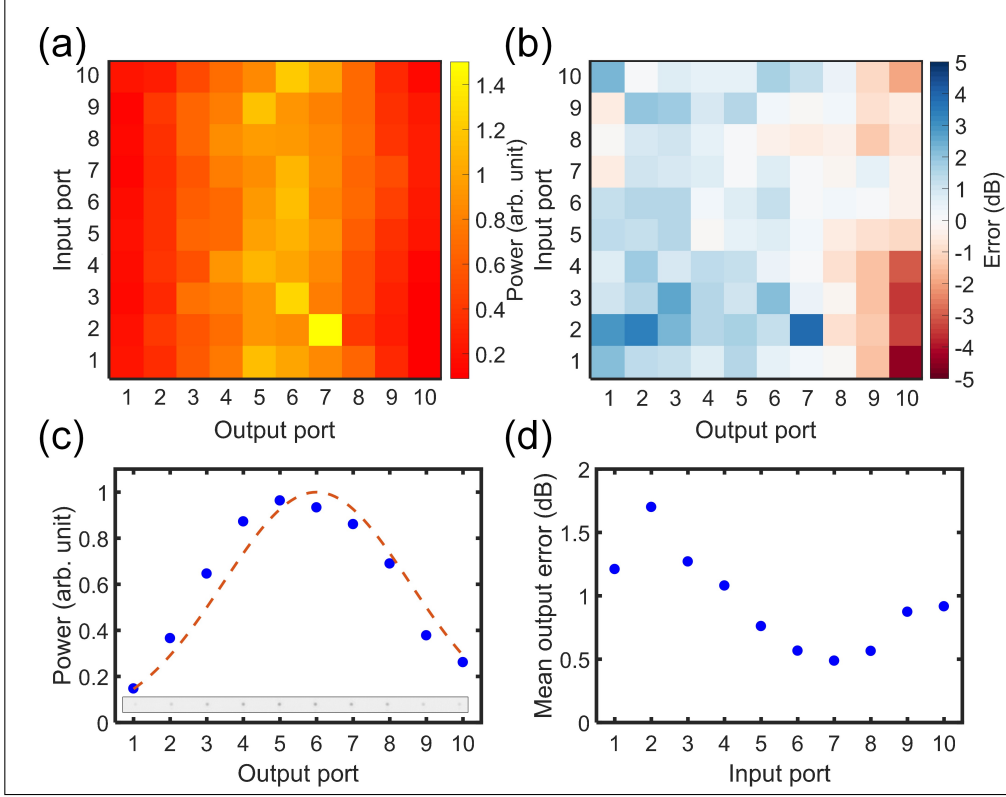 (a)
(b)
10
9
8
7
6
5
4
3
2
1
Input port
1 2 3 4 5 6 7 8 9 10
Output port
1.4
1.2
1
0.8
0.6
0.4
0.2
Power (arb. unit)
10
9
8
7
6
5
4
3
2
1
Input port
1 2 3 4 5 6 7 8 9 10
Output port
5
4
3
2
1
0
-1
-2
-3
-4
-5
Error (dB)
(c)
(d)
1
0.8
0.6
0.4
0.2
0
Power (arb. unit)
1 2 3 4 5 6 7 8 9 10
Output port
2
1.5
1
0.5
0
Mean output error (dB)
1 2 3 4 5 6 7 8 9 10
Input port